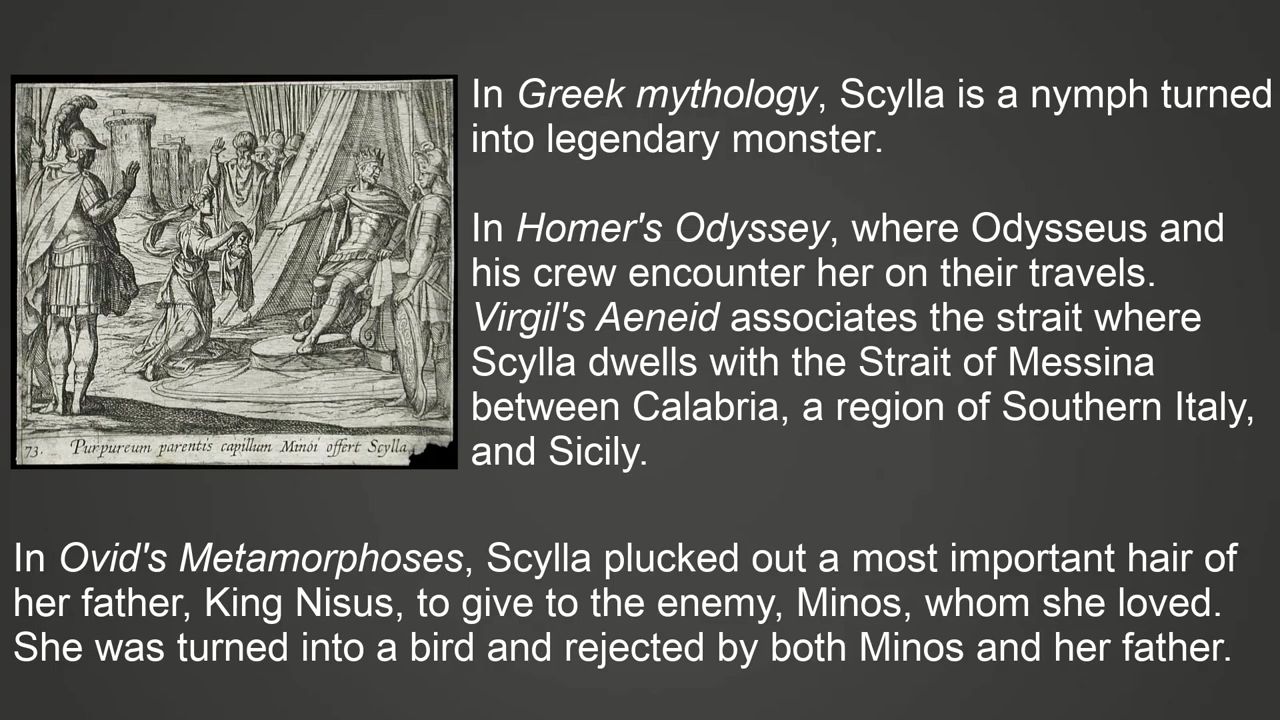 In Greek mythology, Scylla is a nymph turned
into legendary monster.
In Homer's Odyssey, where Odysseus and
his crew encounter her on their travels.
Virgil's Aeneid associates the strait where
Scylla dwells with the Strait of Messina
between Calabria, a region of Southern Italy,
and Sicily.
73. Purpureum parentis capillum Minoi offert Scylla
In Ovid's Metamorphoses, Scylla plucked out a most important hair of
her father, King Nisus, to give to the enemy, Minos, whom she loved.
She was turned into a bird and rejected by both Minos and her father.